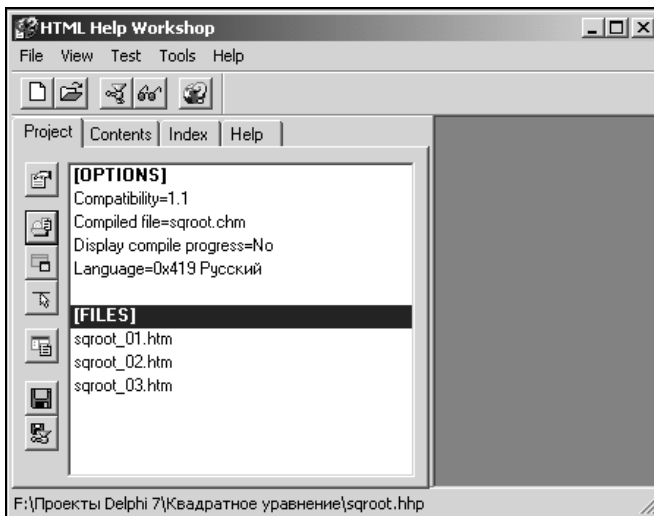 HTML Help Workshop
File View Test Tools Help
Project Contents Index Help
[OPTIONS]
Compatibility=1.1
Compiled file=sqroot.chm
Display compile progress=No
Language=0x419 Русский
[FILES]
sqroot_01.htm
sqroot_02.htm
sqroot_03.htm
F:\Проекты Delphi 7\Квадратное уравнение\sqroot.hhp